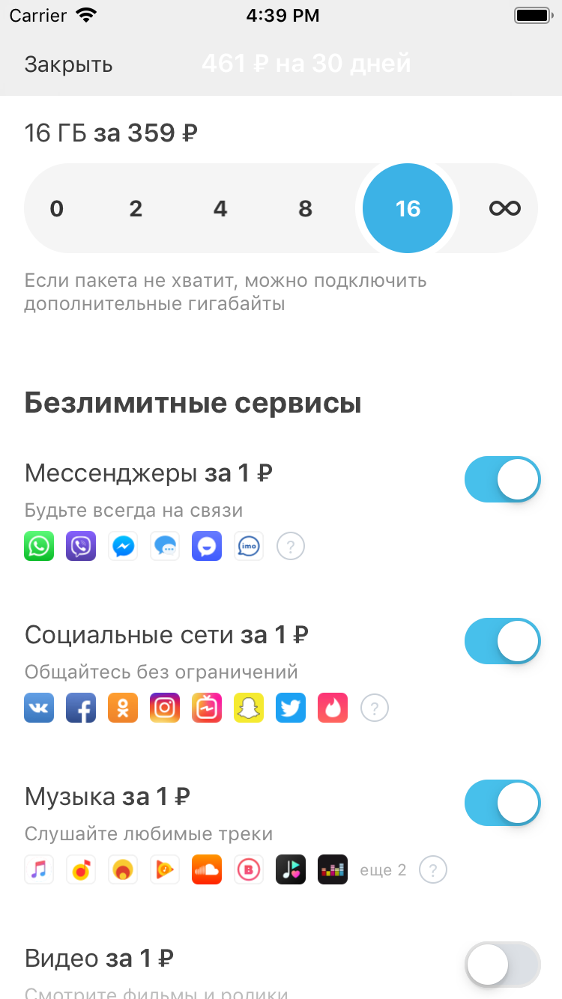 Carrier 4:39 PM
Закрыть 461 ₽ на 30 дней
16 ГБ за 359 ₽
0 2 4 8 16 ∞
Если пакета не хватит, можно подключить
дополнительные гигабайты
Безлимитные сервисы
Мессенджеры за 1 ₽
Будьте всегда на связи
imo ?
Социальные сети за 1 ₽
Общайтесь без ограничений
?
Музыка за 1 ₽
Слушайте любимые треки
B еще 2 ?
Видео за 1 ₽
Смотрите фильмы и ролики